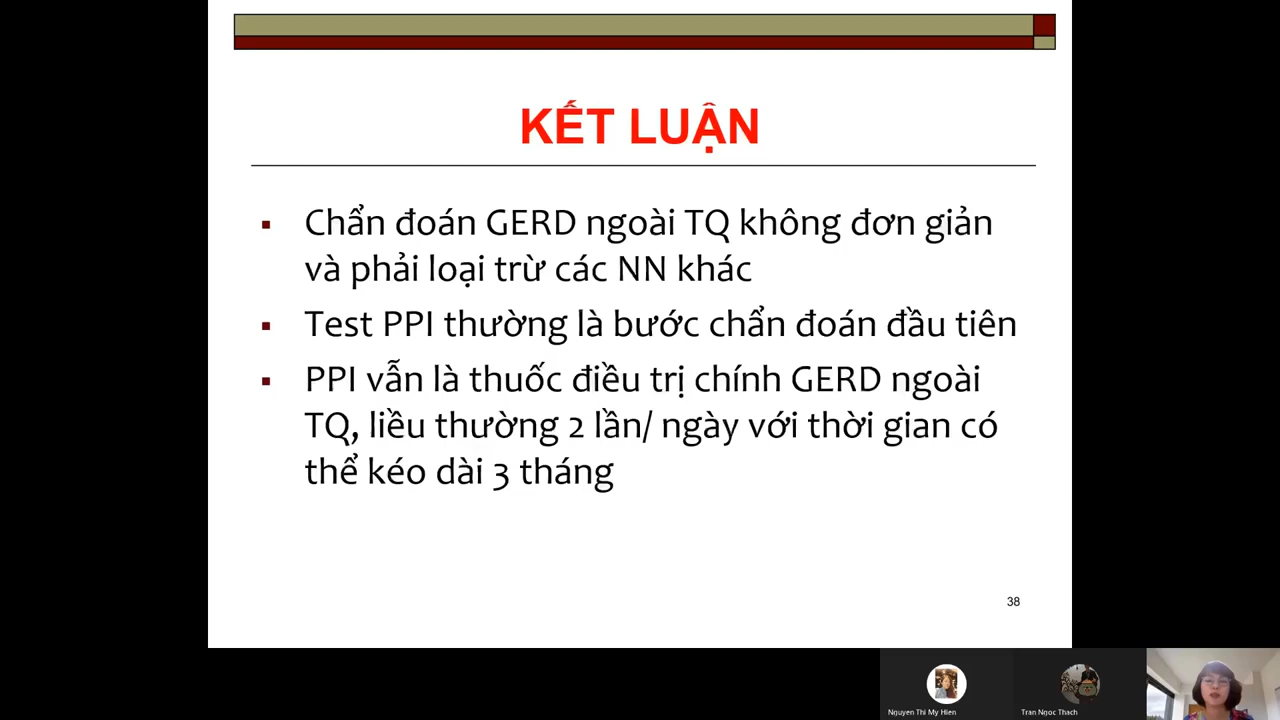 KẾT LUẬN
Chẩn đoán GERD ngoài TQ không đơn giản
và phải loại trừ các NN khác
Test PPI thường là bước chẩn đoán đầu tiên
PPI vẫn là thuốc điều trị chính GERD ngoài
TQ, liều thường 2 lần/ ngày với thời gian có
thể kéo dài 3 tháng
38
Nguyen Thi My Hien
Tran Ngoc Thach